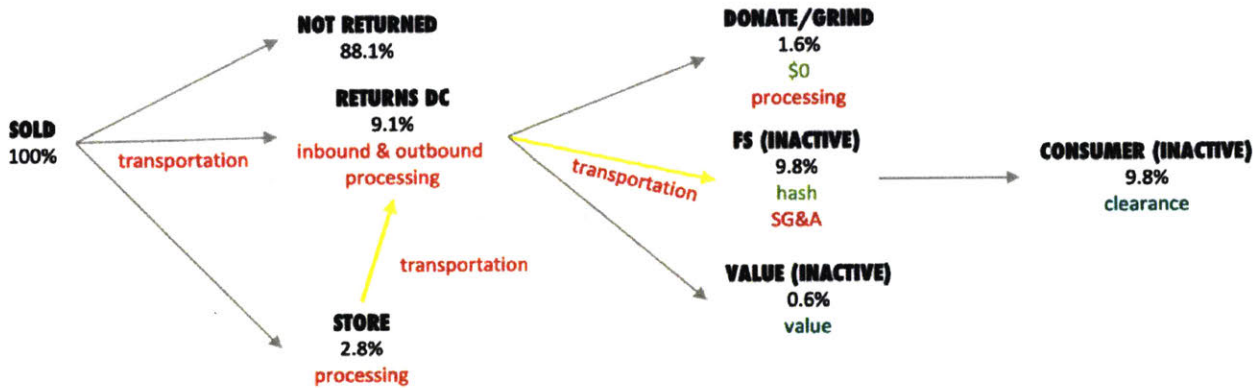 SOLD
100%
NOT RETURNED
88.1%
transportation
RETURNS DC
9.1%
inbound & outbound
processing
transportation
STORE
2.8%
processing
DONATE/GRIND
1.6%
$0
processing
transportation
FS (INACTIVE)
9.8%
hash
SG&A
VALUE (INACTIVE)
0.6%
value
CONSUMER (INACTIVE)
9.8%
clearance